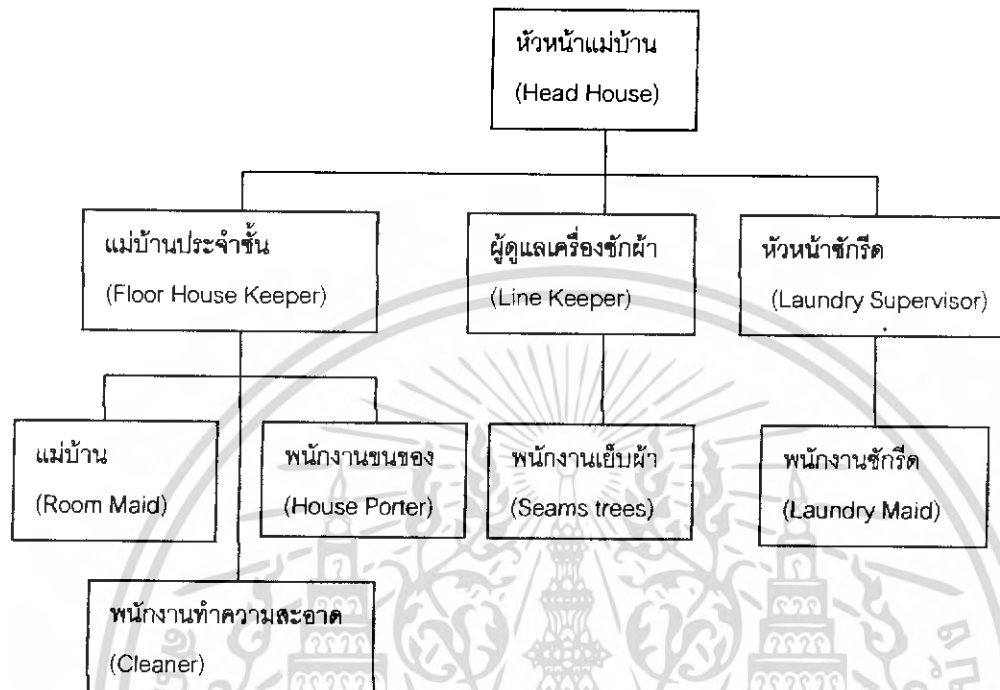 หัวหน้าแม่บ้าน
(Head House)
แม่บ้านประจำชั้น
(Floor House Keeper)
ผู้ดูแลเครื่องซักผ้า
(Line Keeper)
หัวหน้าซักรีด
(Laundry Supervisor)
แม่บ้าน
(Room Maid)
พนักงานขนของ
(House Porter)
พนักงานเย็บผ้า
(Seams trees)
พนักงานซักรีด
(Laundry Maid)
พนักงานทำความสะอาด
(Cleaner)